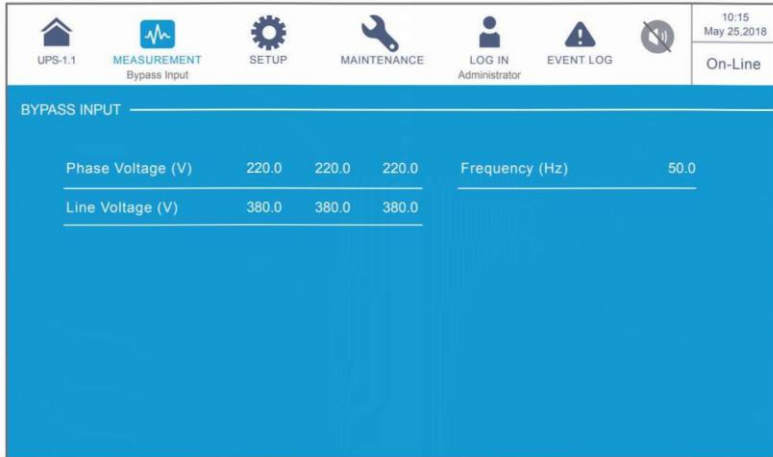 10:15
May 25,2018
UPS-1.1
MEASUREMENT
Bypass Input
SETUP
MAINTENANCE
LOG IN
Administrator
EVENT LOG
On-Line
BYPASS INPUT
Phase Voltage (V) 220.0 220.0 220.0 Frequency (Hz) 50.0
Line Voltage (V) 380.0 380.0 380.0